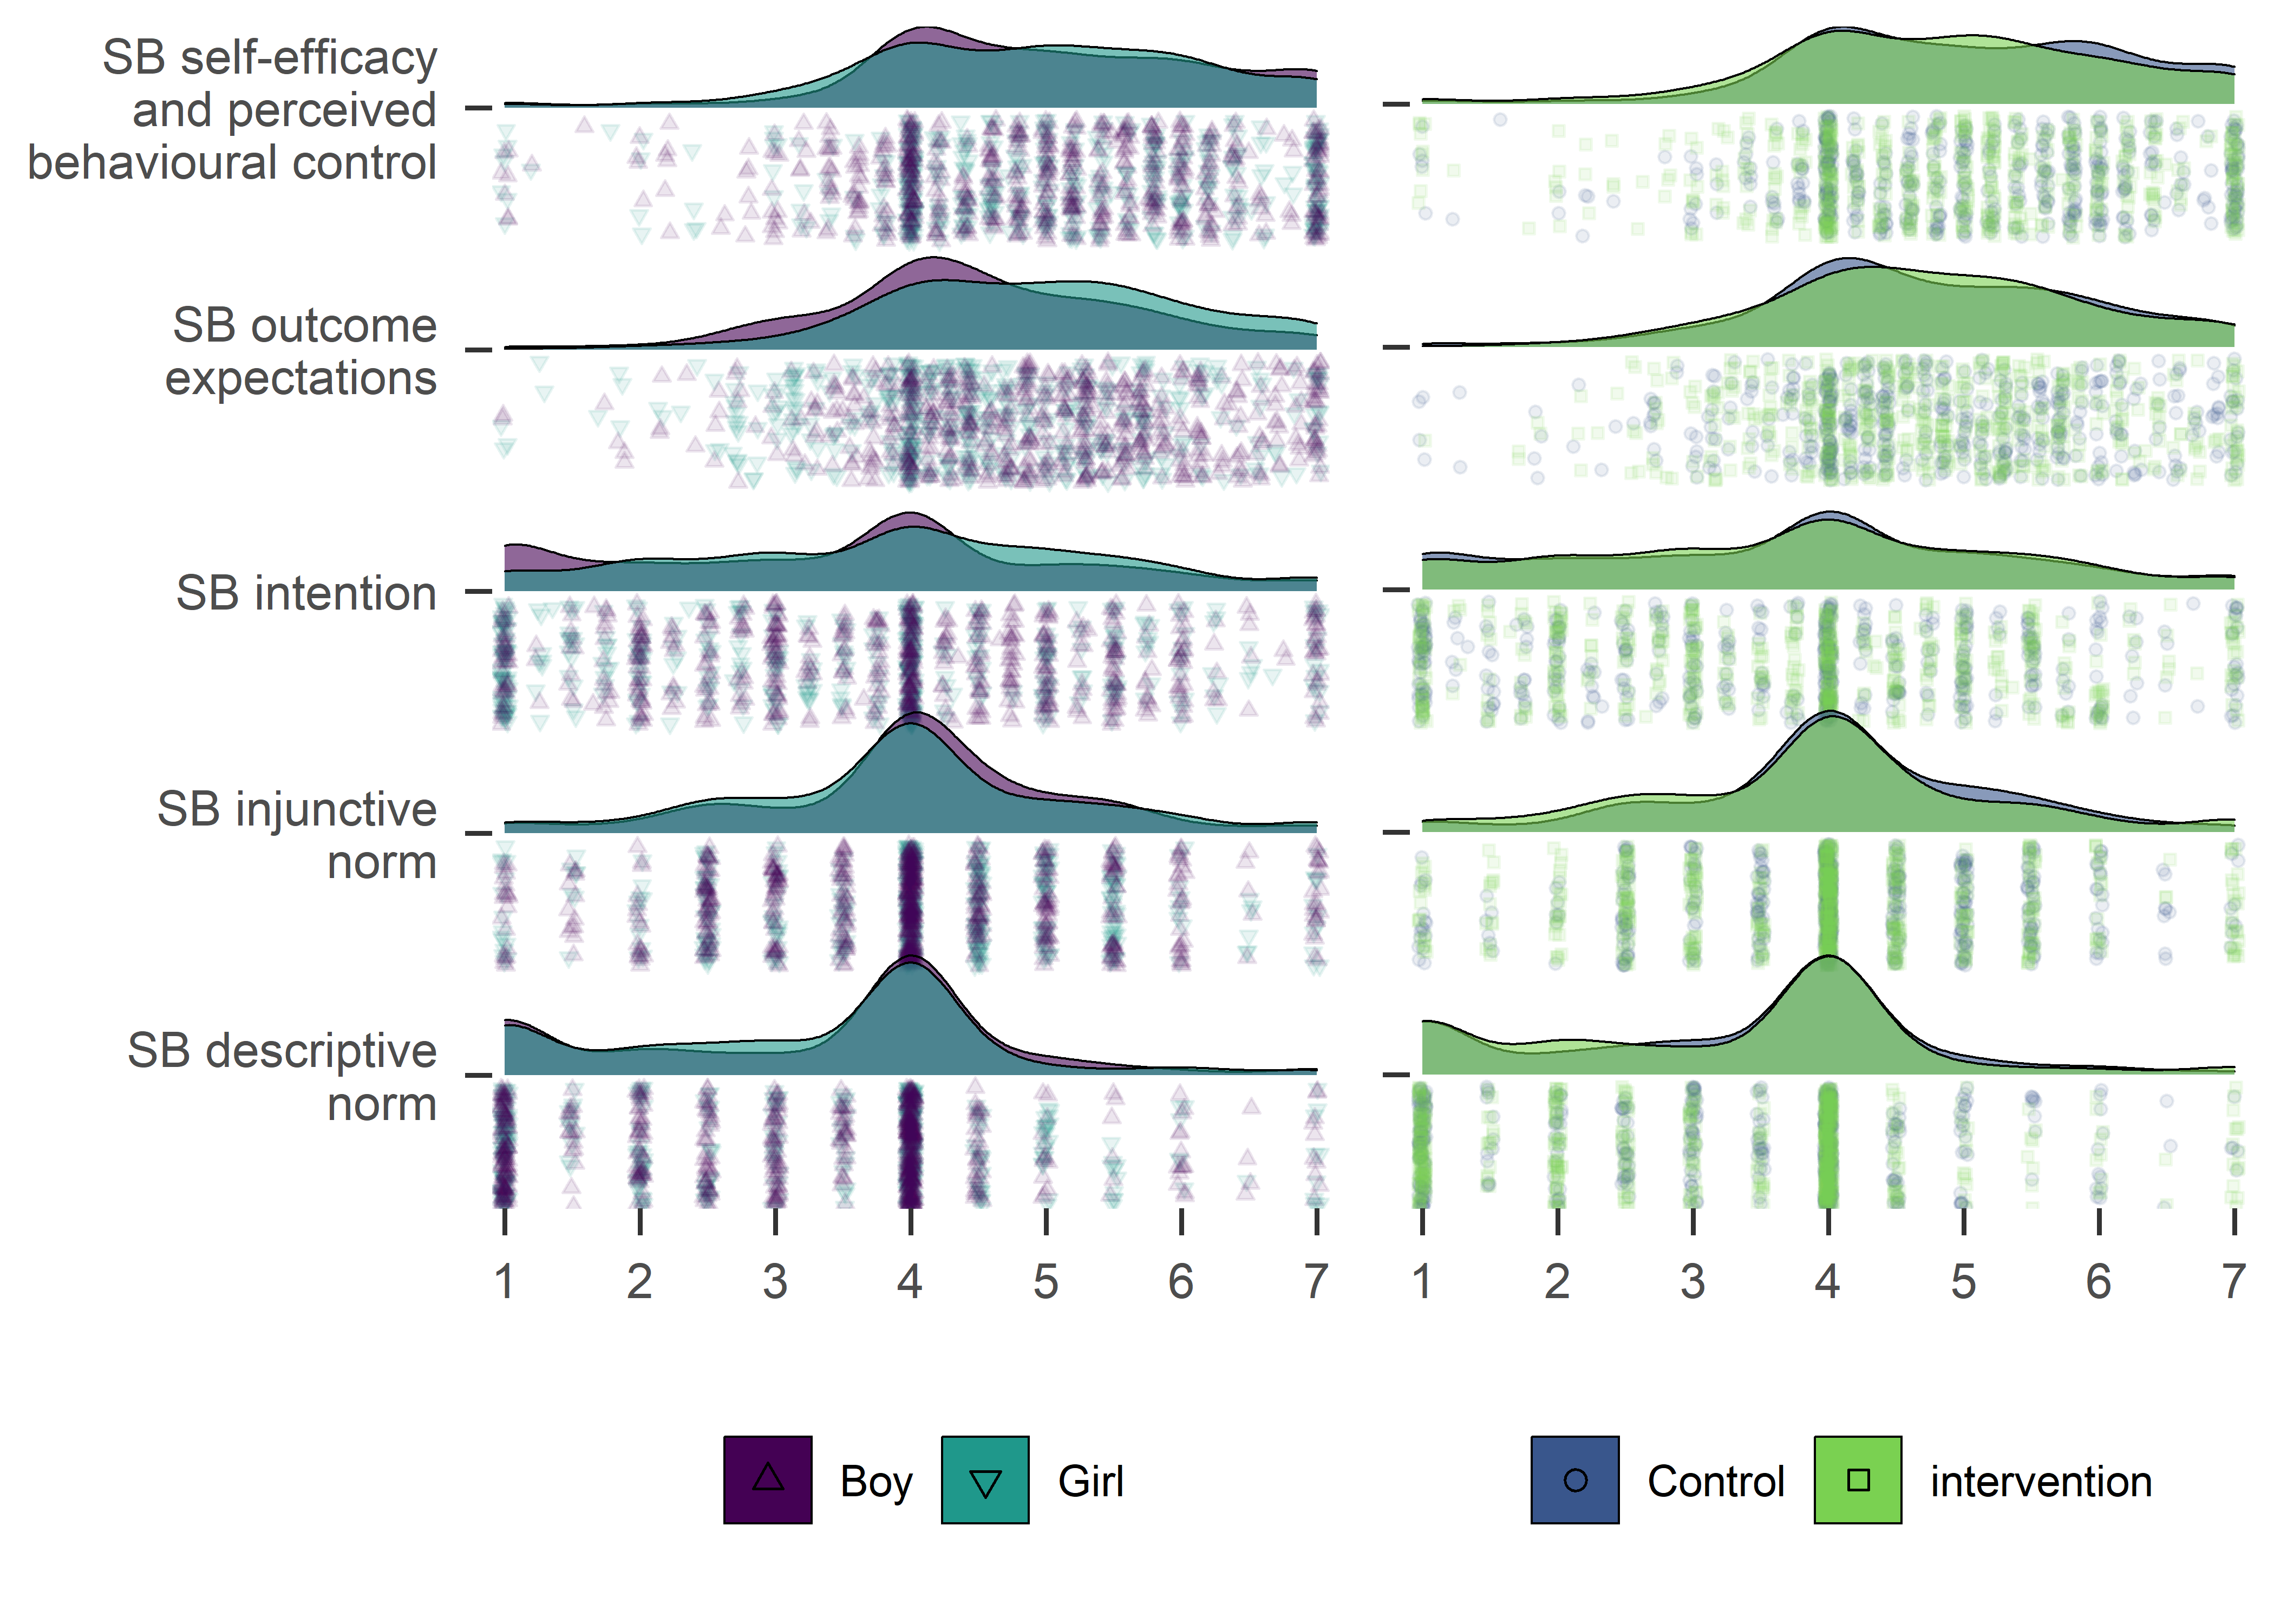 SB self-efficacy
and perceived
behavioural control
SB outcome
expectations
SB intention
SB injunctive
norm
SB descriptive
norm
1 2 3 4 5 6 7
1 2 3 4 5 6 7
Boy Girl
Control intervention